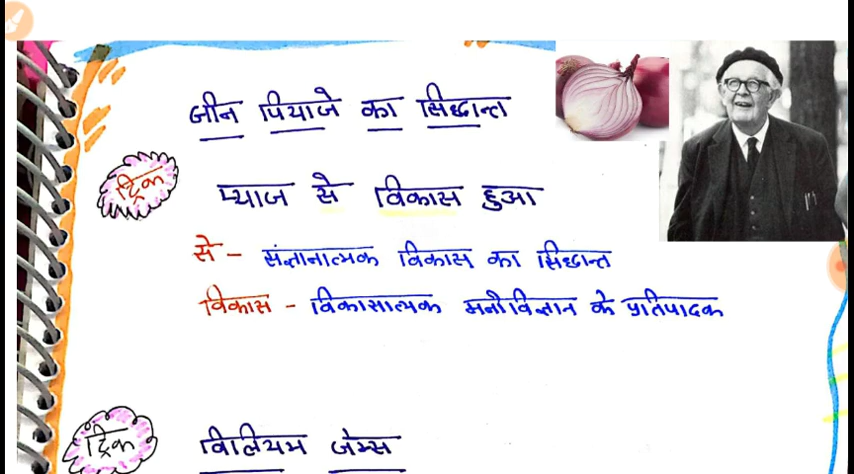 जीन पियाजे का सिद्धान्त
ट्रिक
प्याज से विकास हुआ
से - संज्ञानात्मक विकास का सिद्धान्त
विकास - विकासात्मक मनोविज्ञान के प्रतिपादक
ट्रिक
विलियम जेम्स